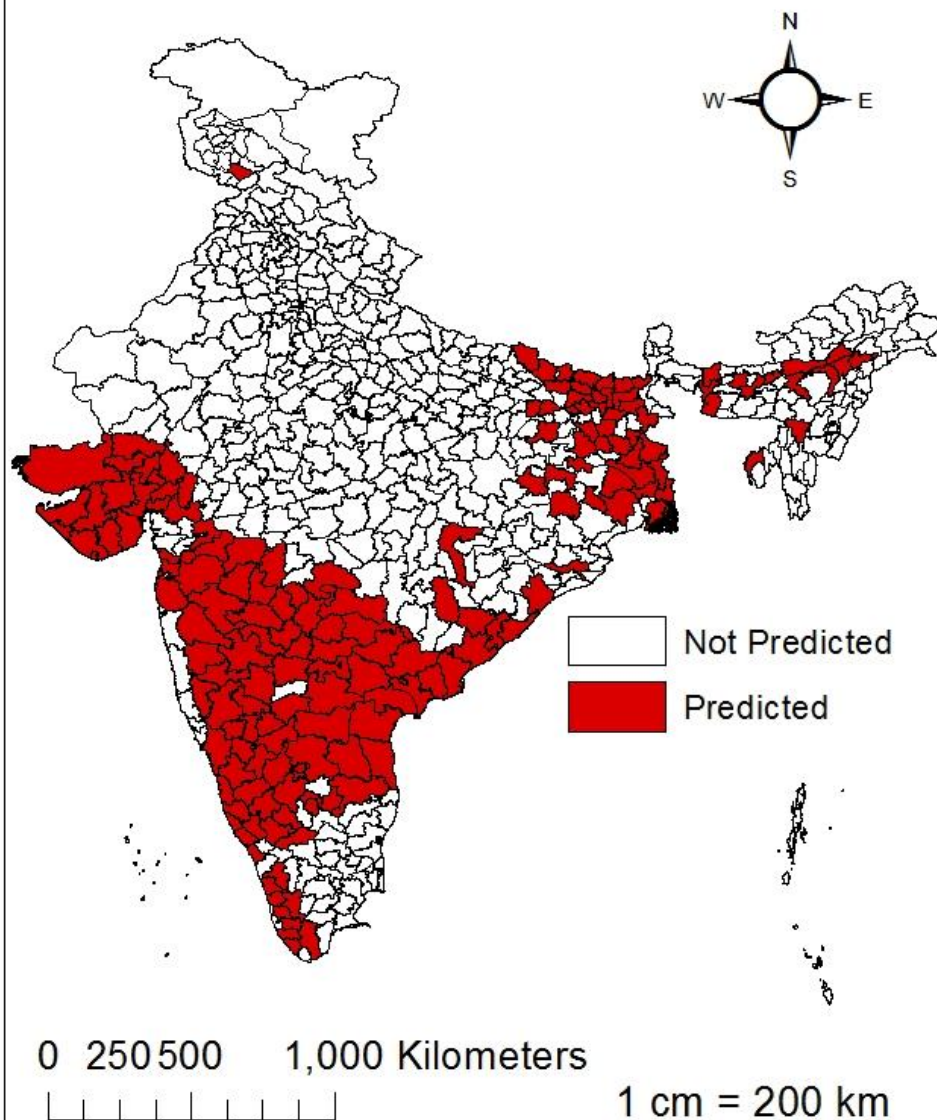 N
W E
S
Not Predicted
Predicted
0 250 500 1,000 Kilometers
1 cm = 200 km